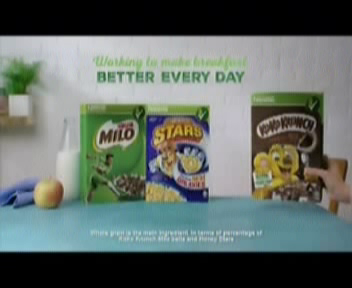 Working to make breakfast
BETTER EVERY DAY
MILO
STARS
KOKO KRUNCH
Whole grain is the main ingredient in terms of percentage of
Koko Krunch Milo balls and Honey Stars